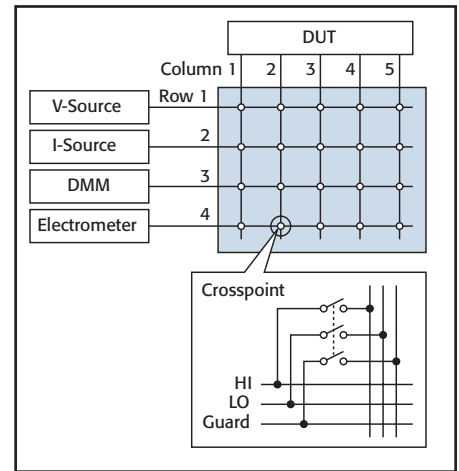 DUT
Column 1 2 3 4 5
Row 1
V-Source
2
I-Source
3
DMM
4
Electrometer
Crosspoint
HI
LO
Guard